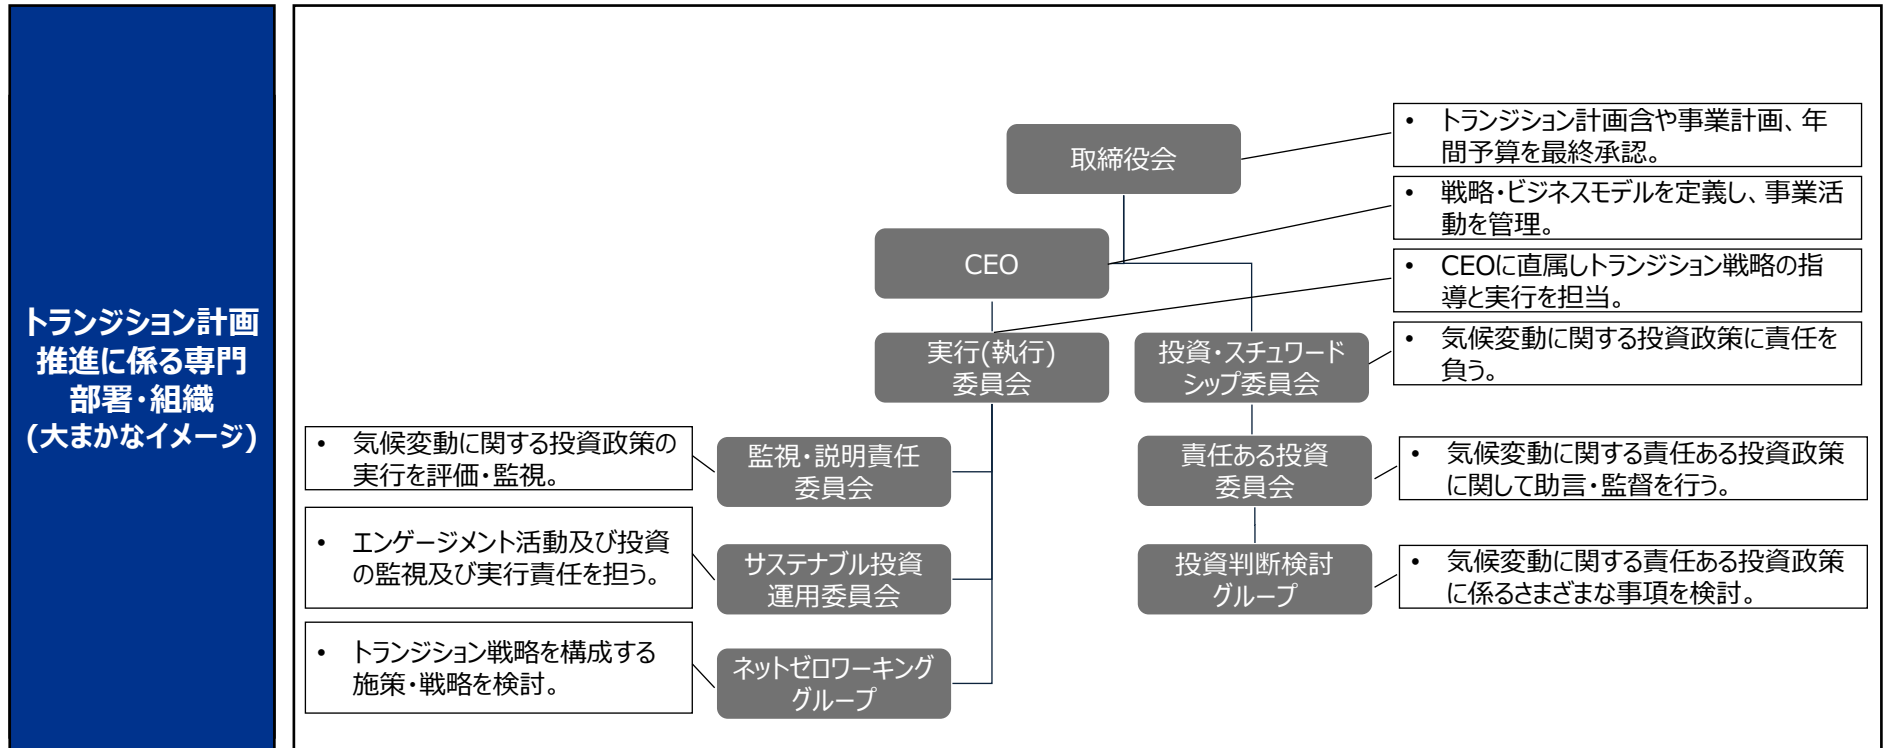 トランジション計画
推進に係る専門
部署・組織
(大まかなイメージ)
取締役会
• トランジション計画含や事業計画、年
間予算を最終承認。
CEO
• 戦略・ビジネスモデルを定義し、事業活
動を管理。
実行(執行)
委員会
• CEOに直属しトランジション戦略の指
導と実行を担当。
投資・スチュワード
シップ委員会
• 気候変動に関する投資政策に責任を
負う。
• 気候変動に関する投資政策の
実行を評価・監視。
監視・説明責任
委員会
責任ある投資
委員会
• 気候変動に関する責任ある投資政策
に関して助言・監督を行う。
• エンゲージメント活動及び投資
の監視及び実行責任を担う。
サステナブル投資
運用委員会
投資判断検討
グループ
• 気候変動に関する責任ある投資政策
に係るさまざまな事項を検討。
• トランジション戦略を構成する
施策・戦略を検討。
ネットゼロワーキング
グループ